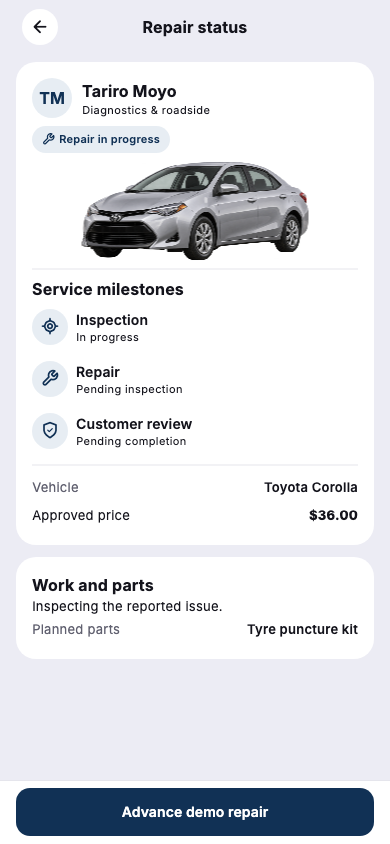 Repair status
TM
Tariro Moyo
Diagnostics & roadside
Repair in progress
Service milestones
Inspection
In progress
Repair
Pending inspection
Customer review
Pending completion
Vehicle Toyota Corolla
Approved price $36.00
Work and parts
Inspecting the reported issue.
Planned parts Tyre puncture kit
Advance demo repair